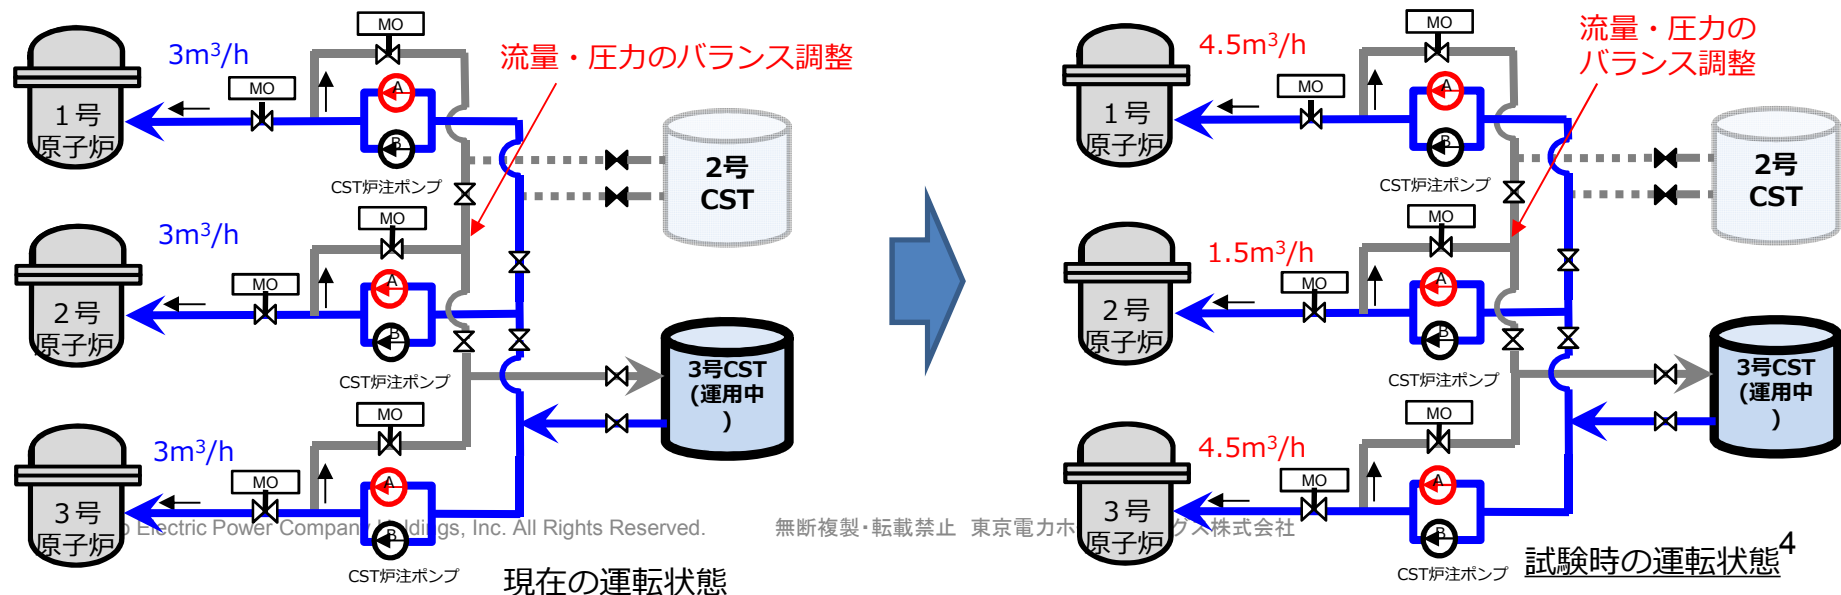 MO
3m³/h
MO
流量・圧力のバランス調整
A
1号
原子炉
B
CST炉注ポンプ
2号
CST
MO
3m³/h
MO
A
2号
原子炉
B
CST炉注ポンプ
3号CST
(運用中
)
MO
3m³/h
MO
A
3号
原子炉
B
CST炉注ポンプ
現在の運転状態
MO
4.5m³/h
MO
流量・圧力の
バランス調整
A
1号
原子炉
B
CST炉注ポンプ
2号
CST
MO
1.5m³/h
MO
A
2号
原子炉
B
CST炉注ポンプ
3号CST
(運用中
)
MO
4.5m³/h
MO
A
3号
原子炉
B
CST炉注ポンプ
試験時の運転状態
Electric Power Company Holdings, Inc. All Rights Reserved.
無断複製・転載禁止 東京電力ホ グス株式会社
4